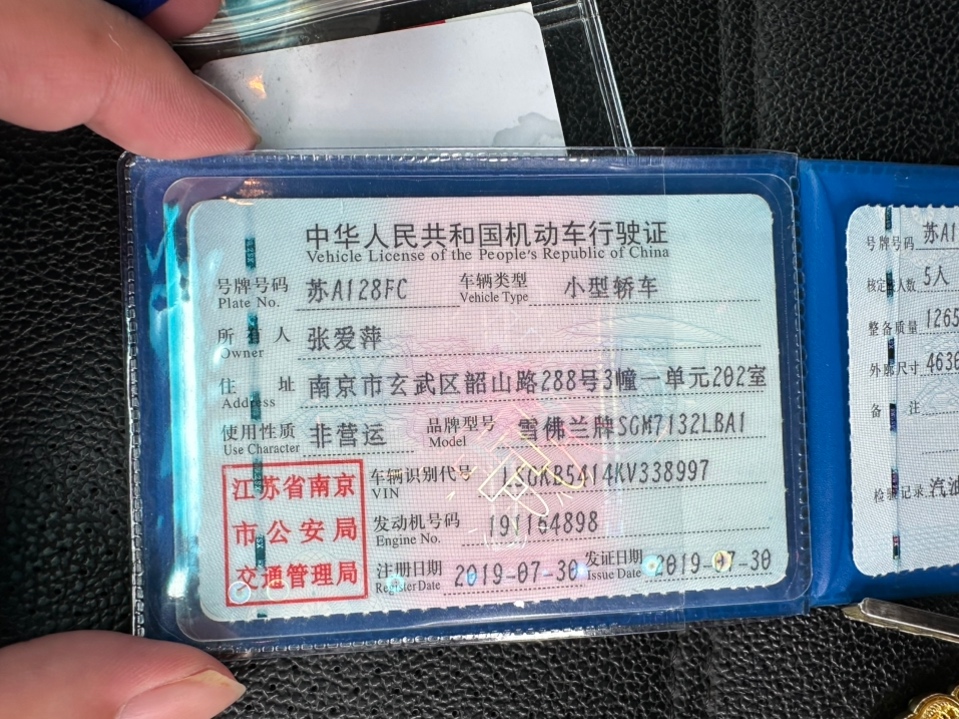 中华人民共和国机动车行驶证
Vehicle License of the People's Republic of China
号牌号码 苏A128FC 车辆类型 小型轿车
Plate No. Vehicle Type
所有人 张爱萍
Owner
住址 南京市玄武区韶山路288号3幢一单元202室
Address
使用性质 非营运 品牌型号 雪佛兰牌SGM7132LBA1
Use Character Model
车辆识别代号 LSGKB5414KV338997
VIN
发动机号码 191164898
Engine No.
注册日期 2019-07-30 发证日期 2019-07-30
Register Date Issue Date
江苏省南京
市公安局
交通管理局
号牌号码 苏A1
核定载人数 5人
整备质量 1265
外廓尺寸 4636
备注
检验记录 汽油